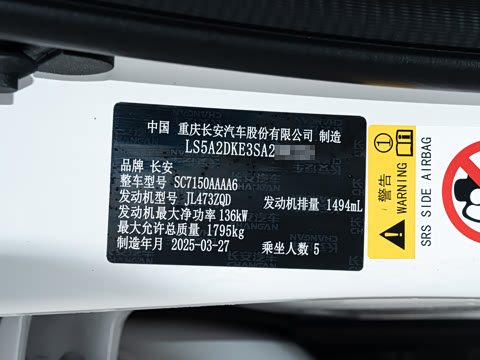 中国 重庆长安汽车股份有限公司 制造
LS5A2DKE3SA2
品牌 长安
整车型号 SC7150AAAA6
发动机型号 JL473ZQD 发动机排量 1494mL
发动机最大净功率 136kW
最大允许总质量 1795kg
制造年月 2025-03-27 乘坐人数 5
警告
WARNING
SRS SIDE AIRBAG